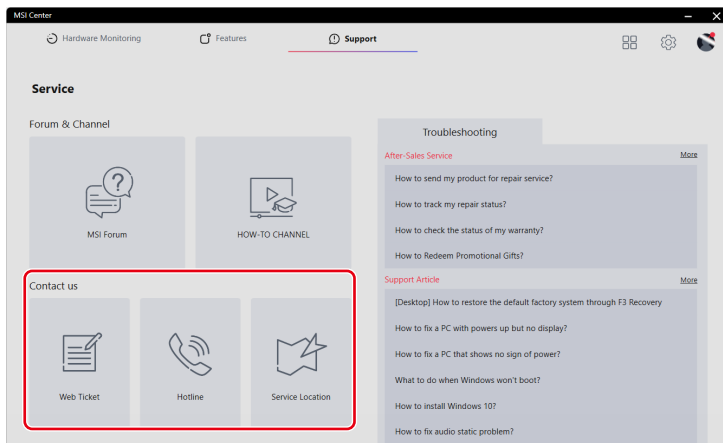 MSI Center
Hardware Monitoring
Features
Support
Service
Forum & Channel
MSI Forum
HOW-TO CHANNEL
Contact us
Web Ticket
Hotline
Service Location
Troubleshooting
After-Sales Service
More
How to send my product for repair service?
How to track my repair status?
How to check the status of my warranty?
How to Redeem Promotional Gifts?
Support Article
More
[Desktop] How to restore the default factory system through F3 Recovery
How to fix a PC with powers up but no display?
How to fix a PC that shows no sign of power?
What to do when Windows won't boot?
How to install Windows 10?
How to fix audio static problem?